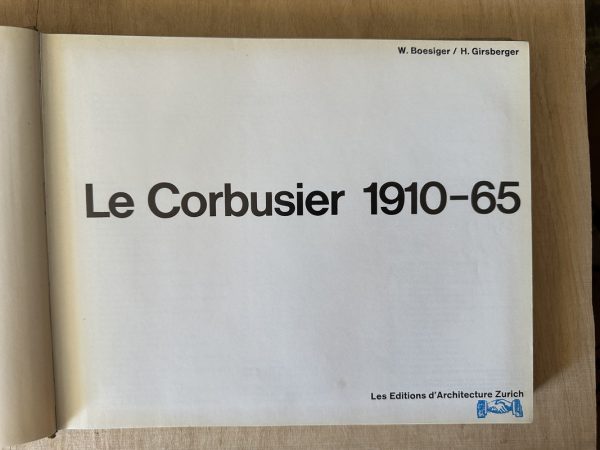 W. Boesiger / H. Girsberger
Le Corbusier 1910–65
Les Editions d'Architecture Zurich